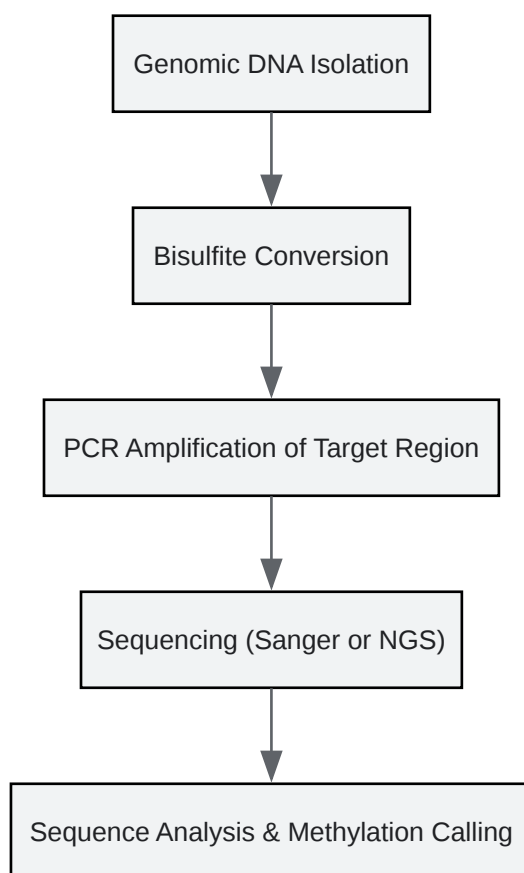 Genomic DNA Isolation
Bisulfite Conversion
PCR Amplification of Target Region
Sequencing (Sanger or NGS)
Sequence Analysis & Methylation Calling